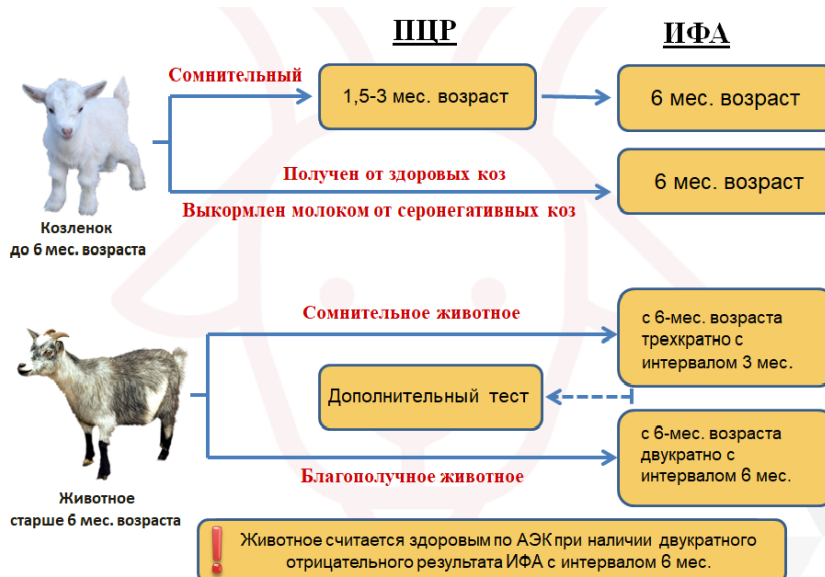 ПЦР
ИФА
Сомнительный
1,5-3 мес. возраст
6 мес. возраст
Получен от здоровых коз
6 мес. возраст
Выкормлен молоком от серонегативных коз
Козленок
до 6 мес. возраста
Сомнительное животное
с 6-мес. возраста
трехкратно с
интервалом 3 мес.
Дополнительный тест
с 6-мес. возраста
двукратно с
интервалом 6 мес.
Благополучное животное
Животное
старше 6 мес. возраста
! Животное считается здоровым по АЭК при наличии двукратного
отрицательного результата ИФА с интервалом 6 мес.